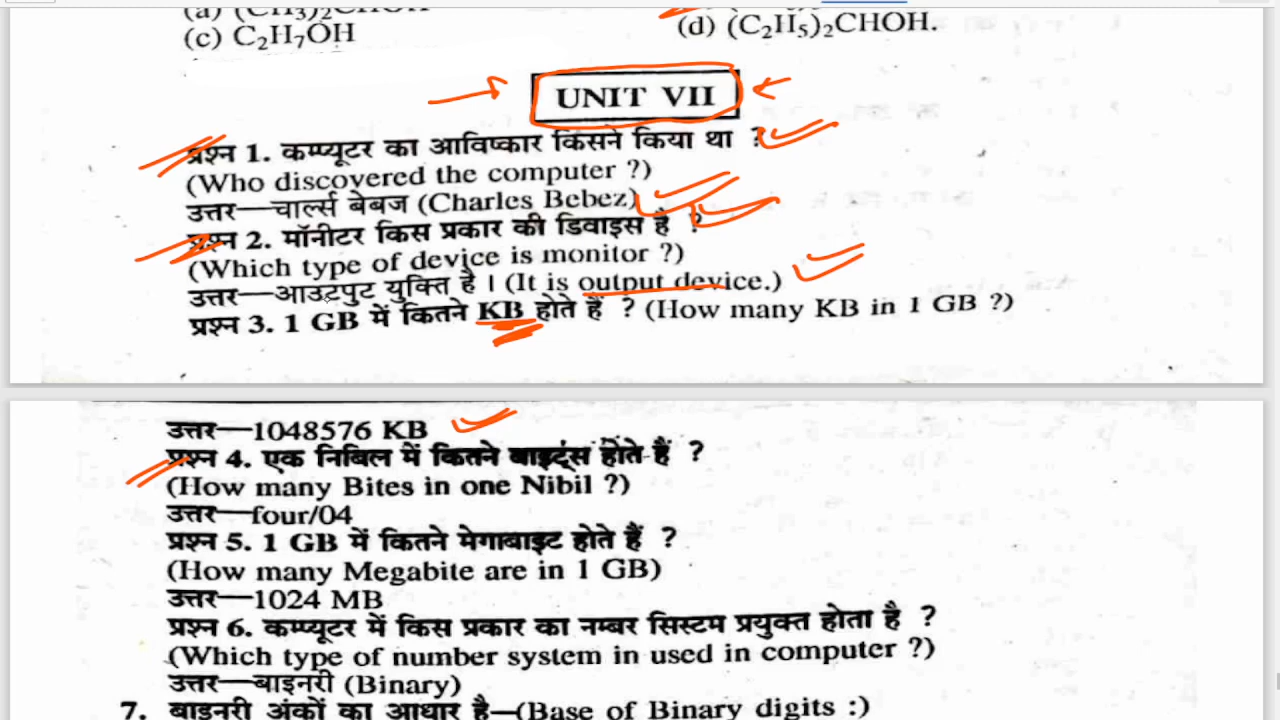 (a) (CH3)2CHOH
(c) C₂H₇OH
(d) (C₂H₅)₂CHOH.
UNIT VII
प्रश्न 1. कम्प्यूटर का आविष्कार किसने किया था ?
(Who discovered the computer ?)
उत्तर—चार्ल्स बेबज (Charles Bebez)
प्रश्न 2. मॉनीटर किस प्रकार की डिवाइस है ?
(Which type of device is monitor ?)
उत्तर—आउटपुट युक्ति है । (It is output device.)
प्रश्न 3. 1 GB में कितने KB होते हैं ? (How many KB in 1 GB ?)
उत्तर—1048576 KB
प्रश्न 4. एक निबिल में कितने बाइट्स होते हैं ?
(How many Bites in one Nibil ?)
उत्तर—four/04
प्रश्न 5. 1 GB में कितने मेगाबाइट होते हैं ?
(How many Megabite are in 1 GB)
उत्तर—1024 MB
प्रश्न 6. कम्प्यूटर में किस प्रकार का नम्बर सिस्टम प्रयुक्त होता है ?
(Which type of number system in used in computer ?)
उत्तर—बाइनरी (Binary)
7. बाइनरी अंकों का आधार है—(Base of Binary digits :)